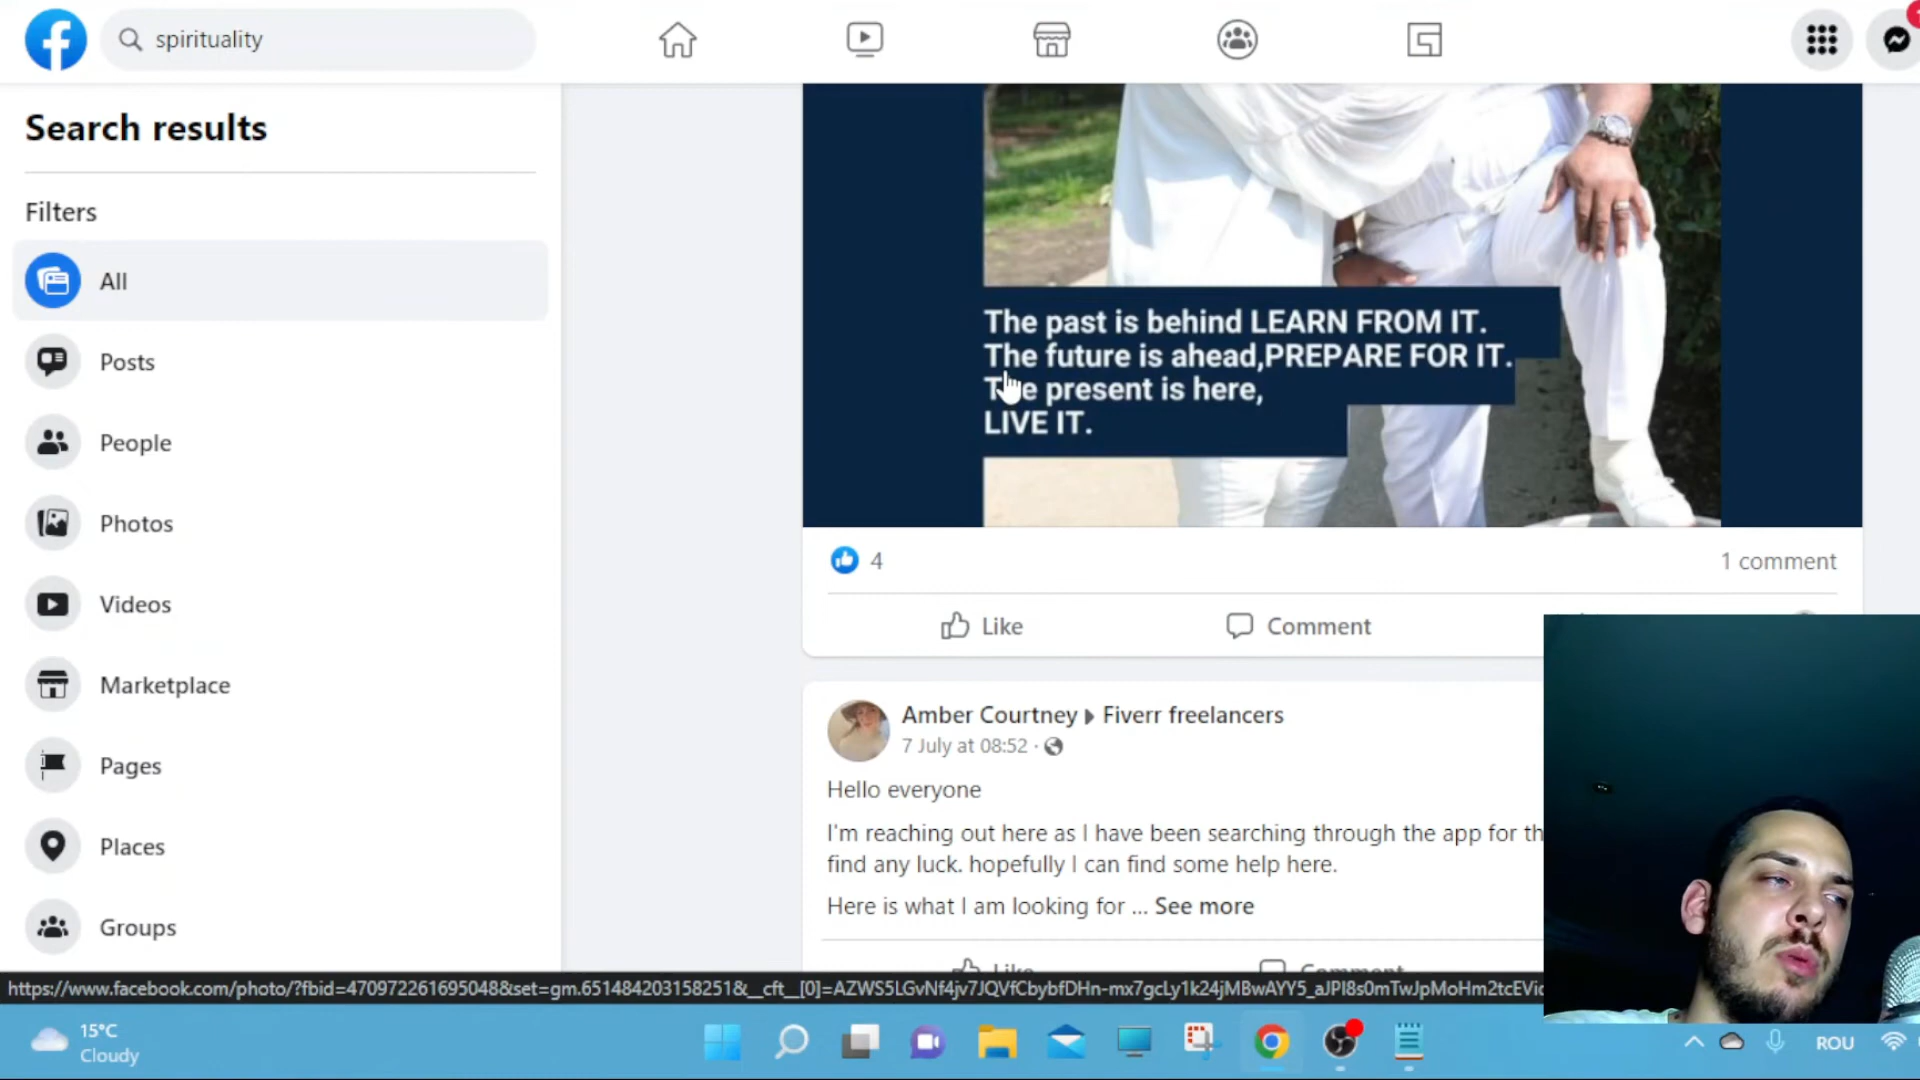 spirituality
Search results
Filters
All
Posts
People
Photos
Videos
Marketplace
Pages
Places
Groups
The past is behind LEARN FROM IT.
The future is ahead,PREPARE FOR IT.
The present is here,
LIVE IT.
4
1 comment
Like
Comment
Amber Courtney Fiverr freelancers
7 July at 08:52 ·
Hello everyone
I'm reaching out here as I have been searching through the app for th
find any luck. hopefully I can find some help here.
Here is what I am looking for ... See more
Like
Comment
https://www.facebook.com/photo/?fbid=470972261695048&set=gm.651484203158251&__cft__[0]=AZWS5LGvNf4jv7JQVfCbybfDHn-mx7gcLy1k24jMBwAYY5_aJPI8s0mTwJpMoHm2tcEVic
15°C
Cloudy
ROU